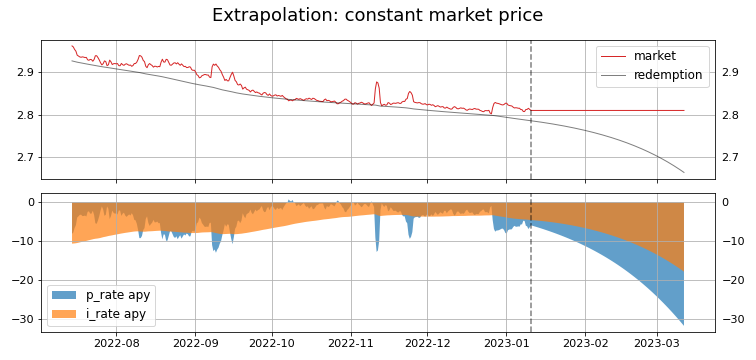 Extrapolation: constant market price
2.9
2.8
2.7
market
redemption
2.9
2.8
2.7
0
−10
−20
−30
p_rate apy
i_rate apy
0
−10
−20
−30
2022-08 2022-09 2022-10 2022-11 2022-12 2023-01 2023-02 2023-03